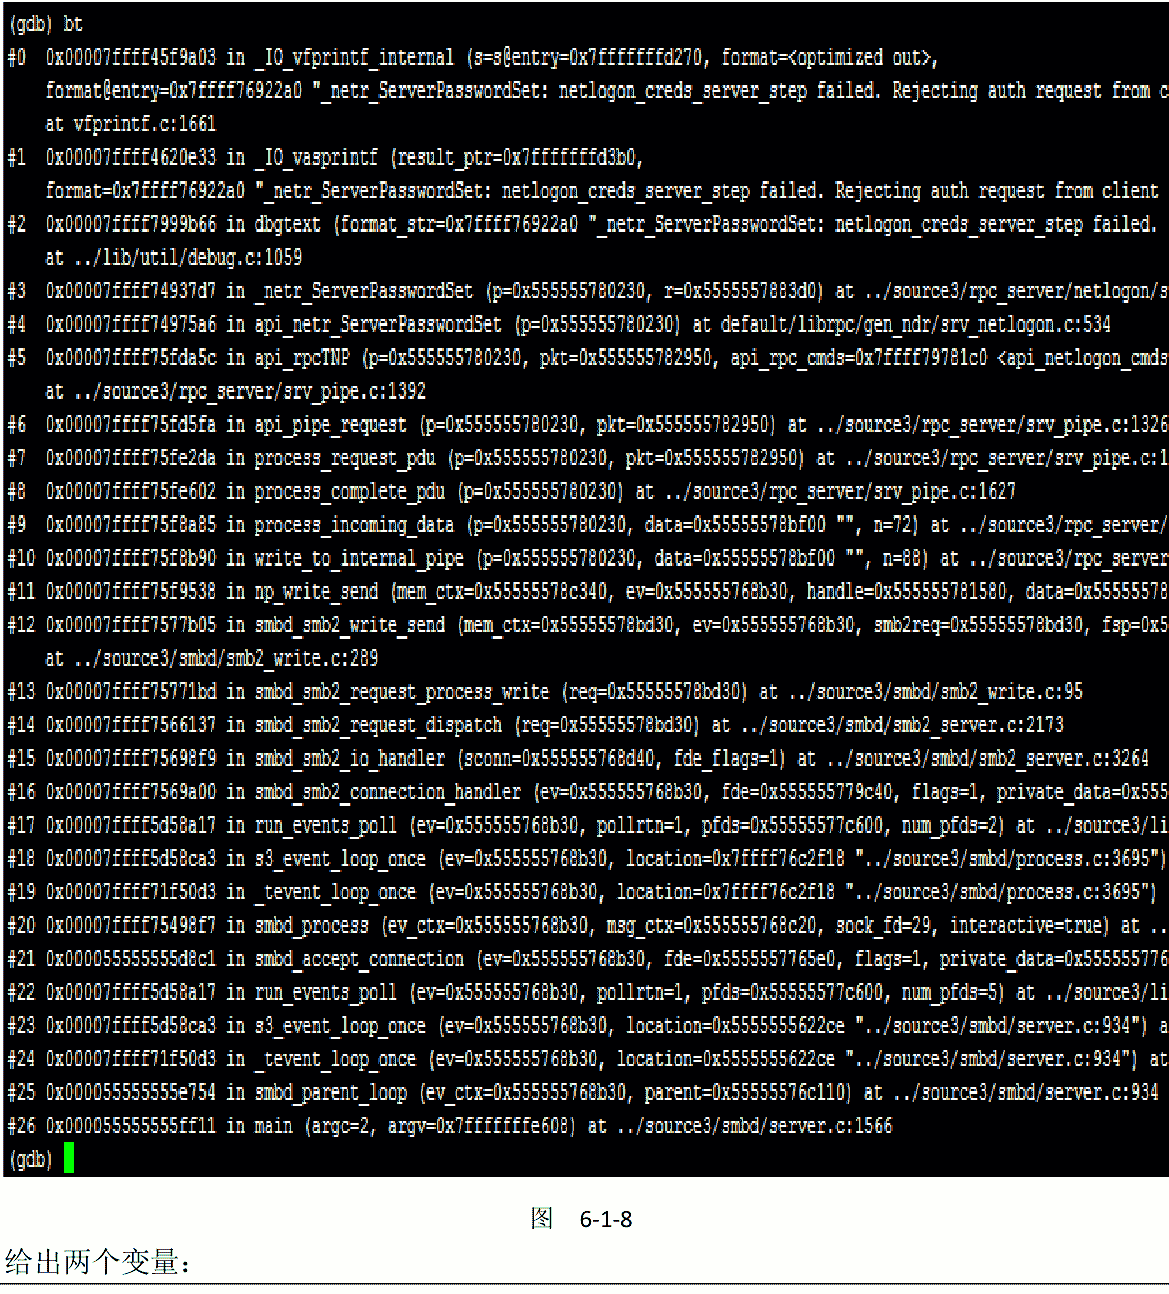 (gdb) bt
#0 0x00007ffff45f9a03 in _IO_vfprintf_internal (s=s@entry=0x7fffffffd270, format=<optimized out>,
format@entry=0x7ffff76922a0 "_netr_ServerPasswordSet: netlogon_creds_server_step failed. Rejecting auth request from c
at vfprintf.c:1661
#1 0x00007ffff4620e33 in _IO_vasprintf (result_ptr=0x7fffffffd3b0,
format=0x7ffff76922a0 "_netr_ServerPasswordSet: netlogon_creds_server_step failed. Rejecting auth request from client
#2 0x00007ffff7999b66 in dbgtext (format_str=0x7ffff76922a0 "_netr_ServerPasswordSet: netlogon_creds_server_step failed.
at ../lib/util/debug.c:1059
#3 0x00007ffff74937d7 in _netr_ServerPasswordSet (p=0x555555780230, r=0x5555557883d0) at ../source3/rpc_server/netlogon/s
#4 0x00007ffff74975a6 in api_netr_ServerPasswordSet (p=0x555555780230) at default/librpc/gen_ndr/srv_netlogon.c:534
#5 0x00007ffff75fda5c in api_rpcTNP (p=0x555555780230, pkt=0x555555782950, api_rpc_cmds=0x7ffff79781c0 <api_netlogon_cmds
at ../source3/rpc_server/srv_pipe.c:1392
#6 0x00007ffff75fd5fa in api_pipe_request (p=0x555555780230, pkt=0x555555782950) at ../source3/rpc_server/srv_pipe.c:1326
#7 0x00007ffff75fe2da in process_request_pdu (p=0x555555780230, pkt=0x555555782950) at ../source3/rpc_server/srv_pipe.c:1
#8 0x00007ffff75fe602 in process_complete_pdu (p=0x555555780230) at ../source3/rpc_server/srv_pipe.c:1627
#9 0x00007ffff75f8a85 in process_incoming_data (p=0x555555780230, data=0x55555578bf00 "", n=72) at ../source3/rpc_server/
#10 0x00007ffff75f8b90 in write_to_internal_pipe (p=0x555555780230, data=0x55555578bf00 "", n=88) at ../source3/rpc_server
#11 0x00007ffff75f9538 in np_write_send (mem_ctx=0x55555578c340, ev=0x555555768b30, handle=0x555555781580, data=0x55555578
#12 0x00007ffff7577b05 in smbd_smb2_write_send (mem_ctx=0x55555578bd30, ev=0x555555768b30, smb2req=0x55555578bd30, fsp=0x5
at ../source3/smbd/smb2_write.c:289
#13 0x00007ffff75771bd in smbd_smb2_request_process_write (req=0x55555578bd30) at ../source3/smbd/smb2_write.c:95
#14 0x00007ffff7566137 in smbd_smb2_request_dispatch (req=0x55555578bd30) at ../source3/smbd/smb2_server.c:2173
#15 0x00007ffff75698f9 in smbd_smb2_io_handler (sconn=0x555555768d40, fde_flags=1) at ../source3/smbd/smb2_server.c:3264
#16 0x00007ffff7569a00 in smbd_smb2_connection_handler (ev=0x555555768b30, fde=0x555555779c40, flags=1, private_data=0x555
#17 0x00007ffff5d58a17 in run_events_poll (ev=0x555555768b30, pollrtn=1, pfds=0x55555577c600, num_pfds=2) at ../source3/li
#18 0x00007ffff5d58ca3 in s3_event_loop_once (ev=0x555555768b30, location=0x7ffff76c2f18 "../source3/smbd/process.c:3695")
#19 0x00007ffff71f50d3 in _tevent_loop_once (ev=0x555555768b30, location=0x7ffff76c2f18 "../source3/smbd/process.c:3695")
#20 0x00007ffff75498f7 in smbd_process (ev_ctx=0x555555768b30, msg_ctx=0x555555768c20, sock_fd=29, interactive=true) at ..
#21 0x000055555555d8c1 in smbd_accept_connection (ev=0x555555768b30, fde=0x5555557765e0, flags=1, private_data=0x555555776
#22 0x00007ffff5d58a17 in run_events_poll (ev=0x555555768b30, pollrtn=1, pfds=0x55555577c600, num_pfds=5) at ../source3/li
#23 0x00007ffff5d58ca3 in s3_event_loop_once (ev=0x555555768b30, location=0x5555555622ce "../source3/smbd/server.c:934") a
#24 0x00007ffff71f50d3 in _tevent_loop_once (ev=0x555555768b30, location=0x5555555622ce "../source3/smbd/server.c:934") at
#25 0x000055555555e754 in smbd_parent_loop (ev_ctx=0x555555768b30, parent=0x55555576c110) at ../source3/smbd/server.c:934
#26 0x000055555555ff11 in main (argc=2, argv=0x7fffffffe608) at ../source3/smbd/server.c:1566
(gdb)
图 6-1-8
给出两个变量：